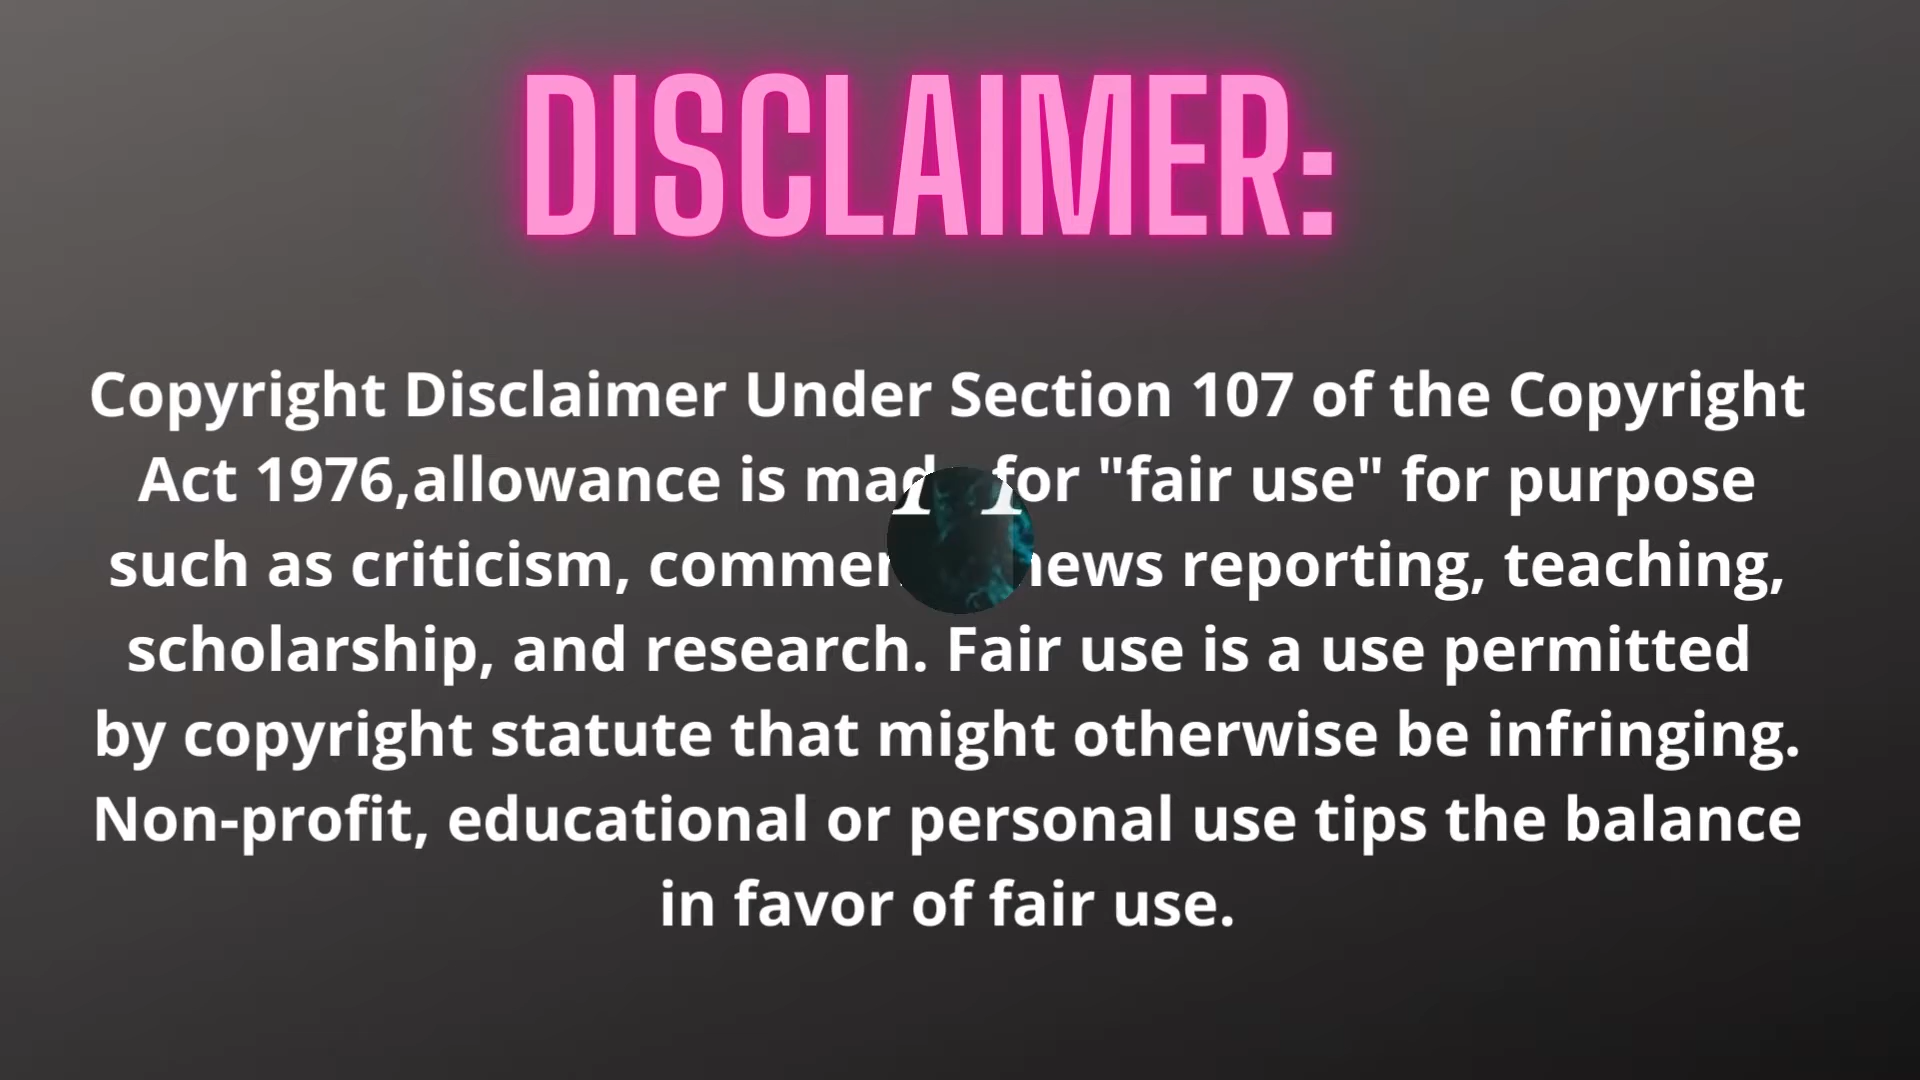 DISCLAIMER:
Copyright Disclaimer Under Section 107 of the Copyright
Act 1976,allowance is for "fair use" for purpose
such as criticism, reporting, teaching,
scholarship, and research. Fair use is a use permitted
by copyright statute that might otherwise be infringing.
Non-profit, educational or personal use tips the balance
in favor of fair use.